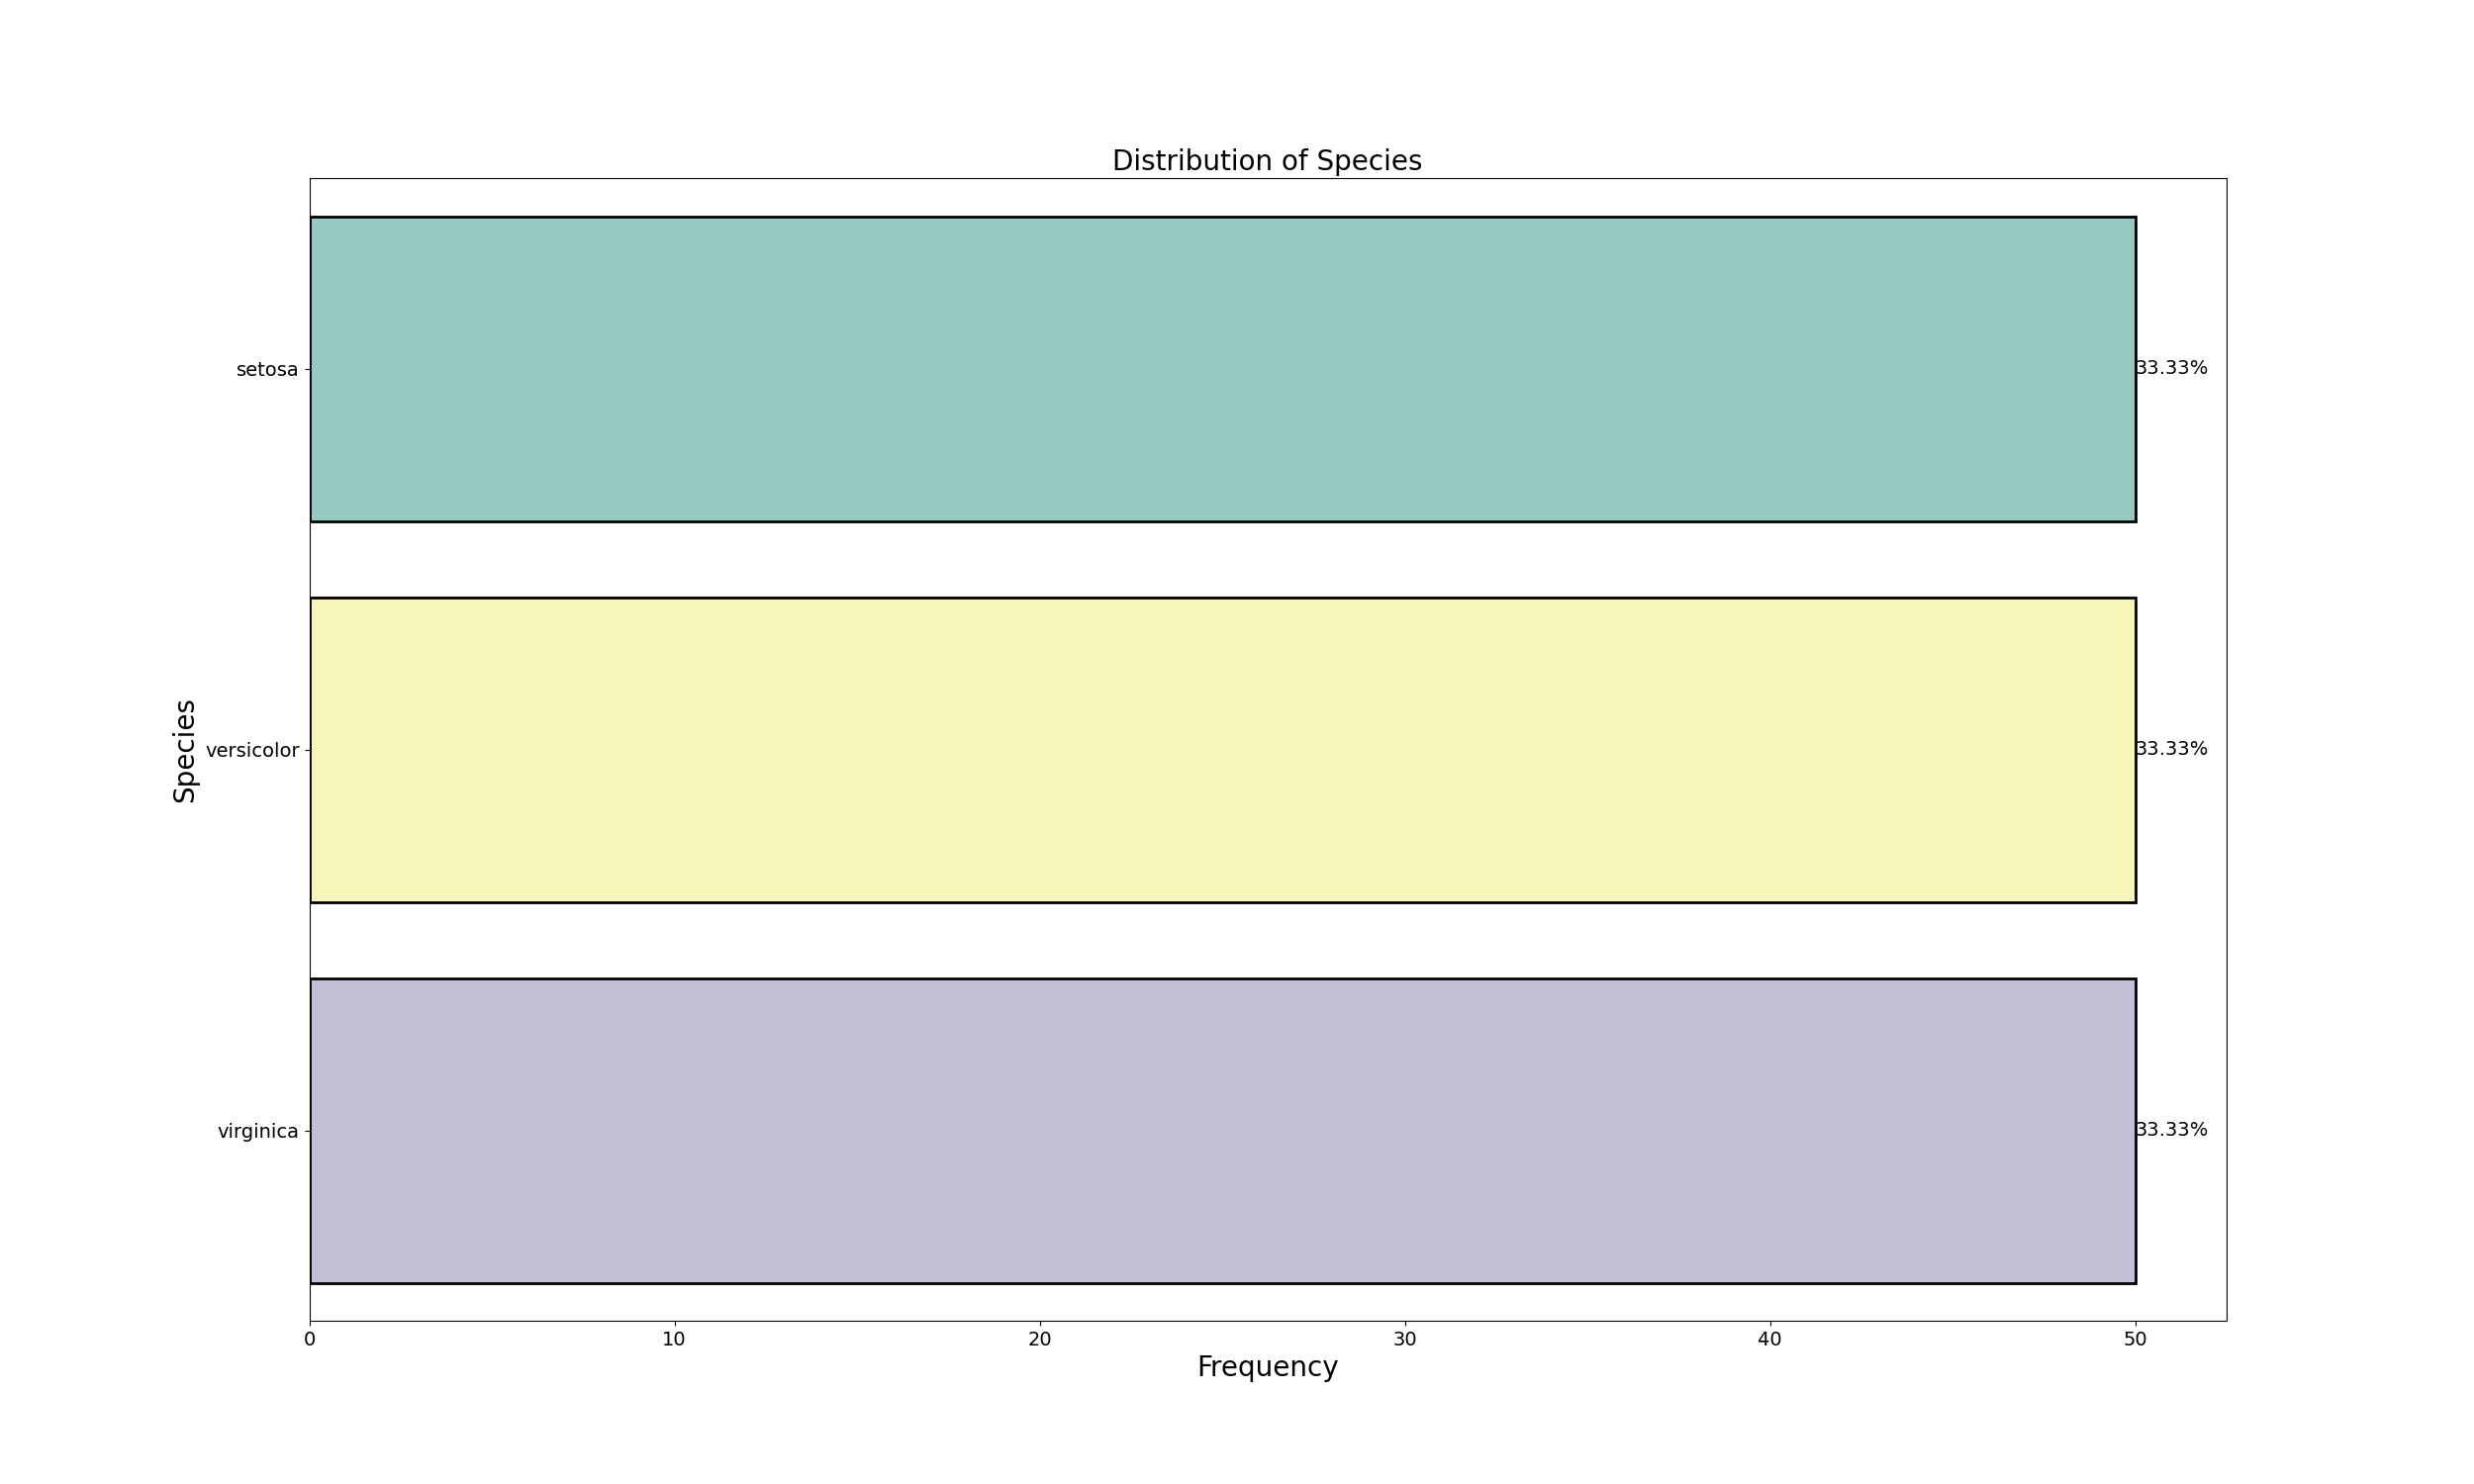 Distribution of Species
setosa
33.33%
Species
versicolor
33.33%
virginica
33.33%
0 10 20 30 40 50
Frequency